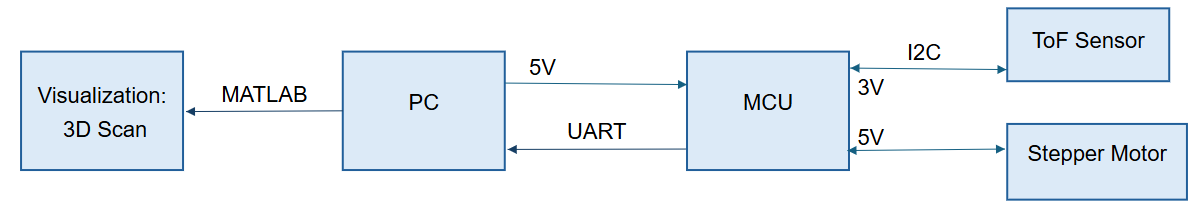 Visualization:
3D Scan
MATLAB
PC
5V
UART
MCU
I2C
3V
5V
ToF Sensor
Stepper Motor